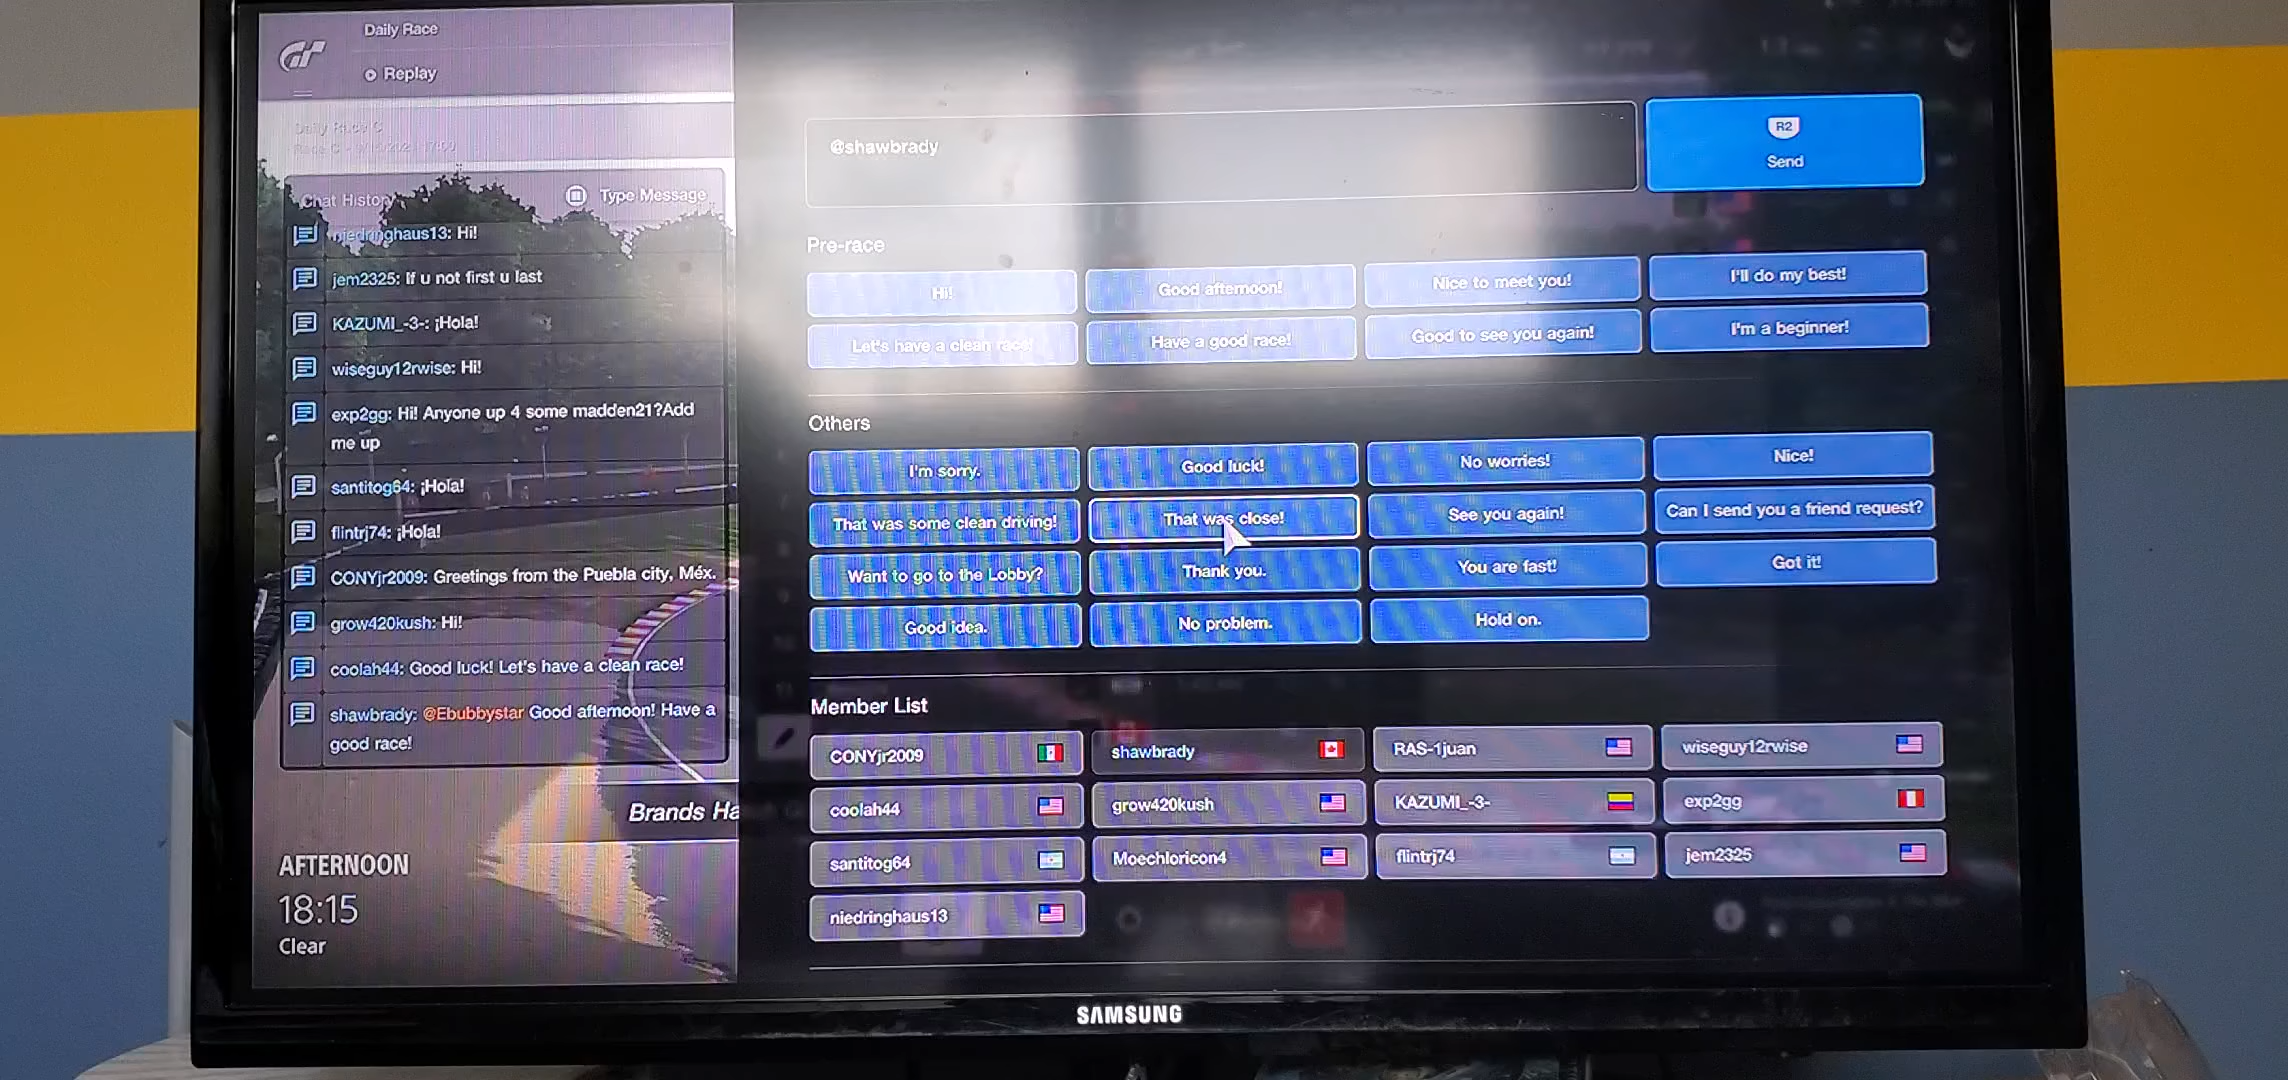 Daily Race
Replay
Daily Race C
Chat History
Type Message
niedringhaus13: Hi!
jem2325: If u not first u last
KAZUMI_-3-: ¡Hola!
wiseguy12rwise: Hi!
exp2gg: Hi! Anyone up 4 some madden21?Add
me up
santitog64: ¡Hola!
flintrj74: ¡Hola!
CONYjr2009: Greetings from the Puebla city, Méx.
grow420kush: Hi!
coolah44: Good luck! Let's have a clean race!
shawbrady: @Ebubbystar Good afternoon! Have a
good race!
Brands Ha
AFTERNOON
18:15
Clear
@shawbrady
R2
Send
Pre-race
Hi!
Good afternoon!
Nice to meet you!
I'll do my best!
Let's have a clean race!
Have a good race!
Good to see you again!
I'm a beginner!
Others
I'm sorry.
Good luck!
No worries!
Nice!
That was some clean driving!
That was close!
See you again!
Can I send you a friend request?
Want to go to the Lobby?
Thank you.
You are fast!
Got it!
Good idea.
No problem.
Hold on.
Member List
CONYjr2009
shawbrady
RAS-1juan
wiseguy12rwise
coolah44
grow420kush
KAZUMI_-3-
exp2gg
santitog64
Moechloricon4
flintrj74
jem2325
niedringhaus13
SAMSUNG